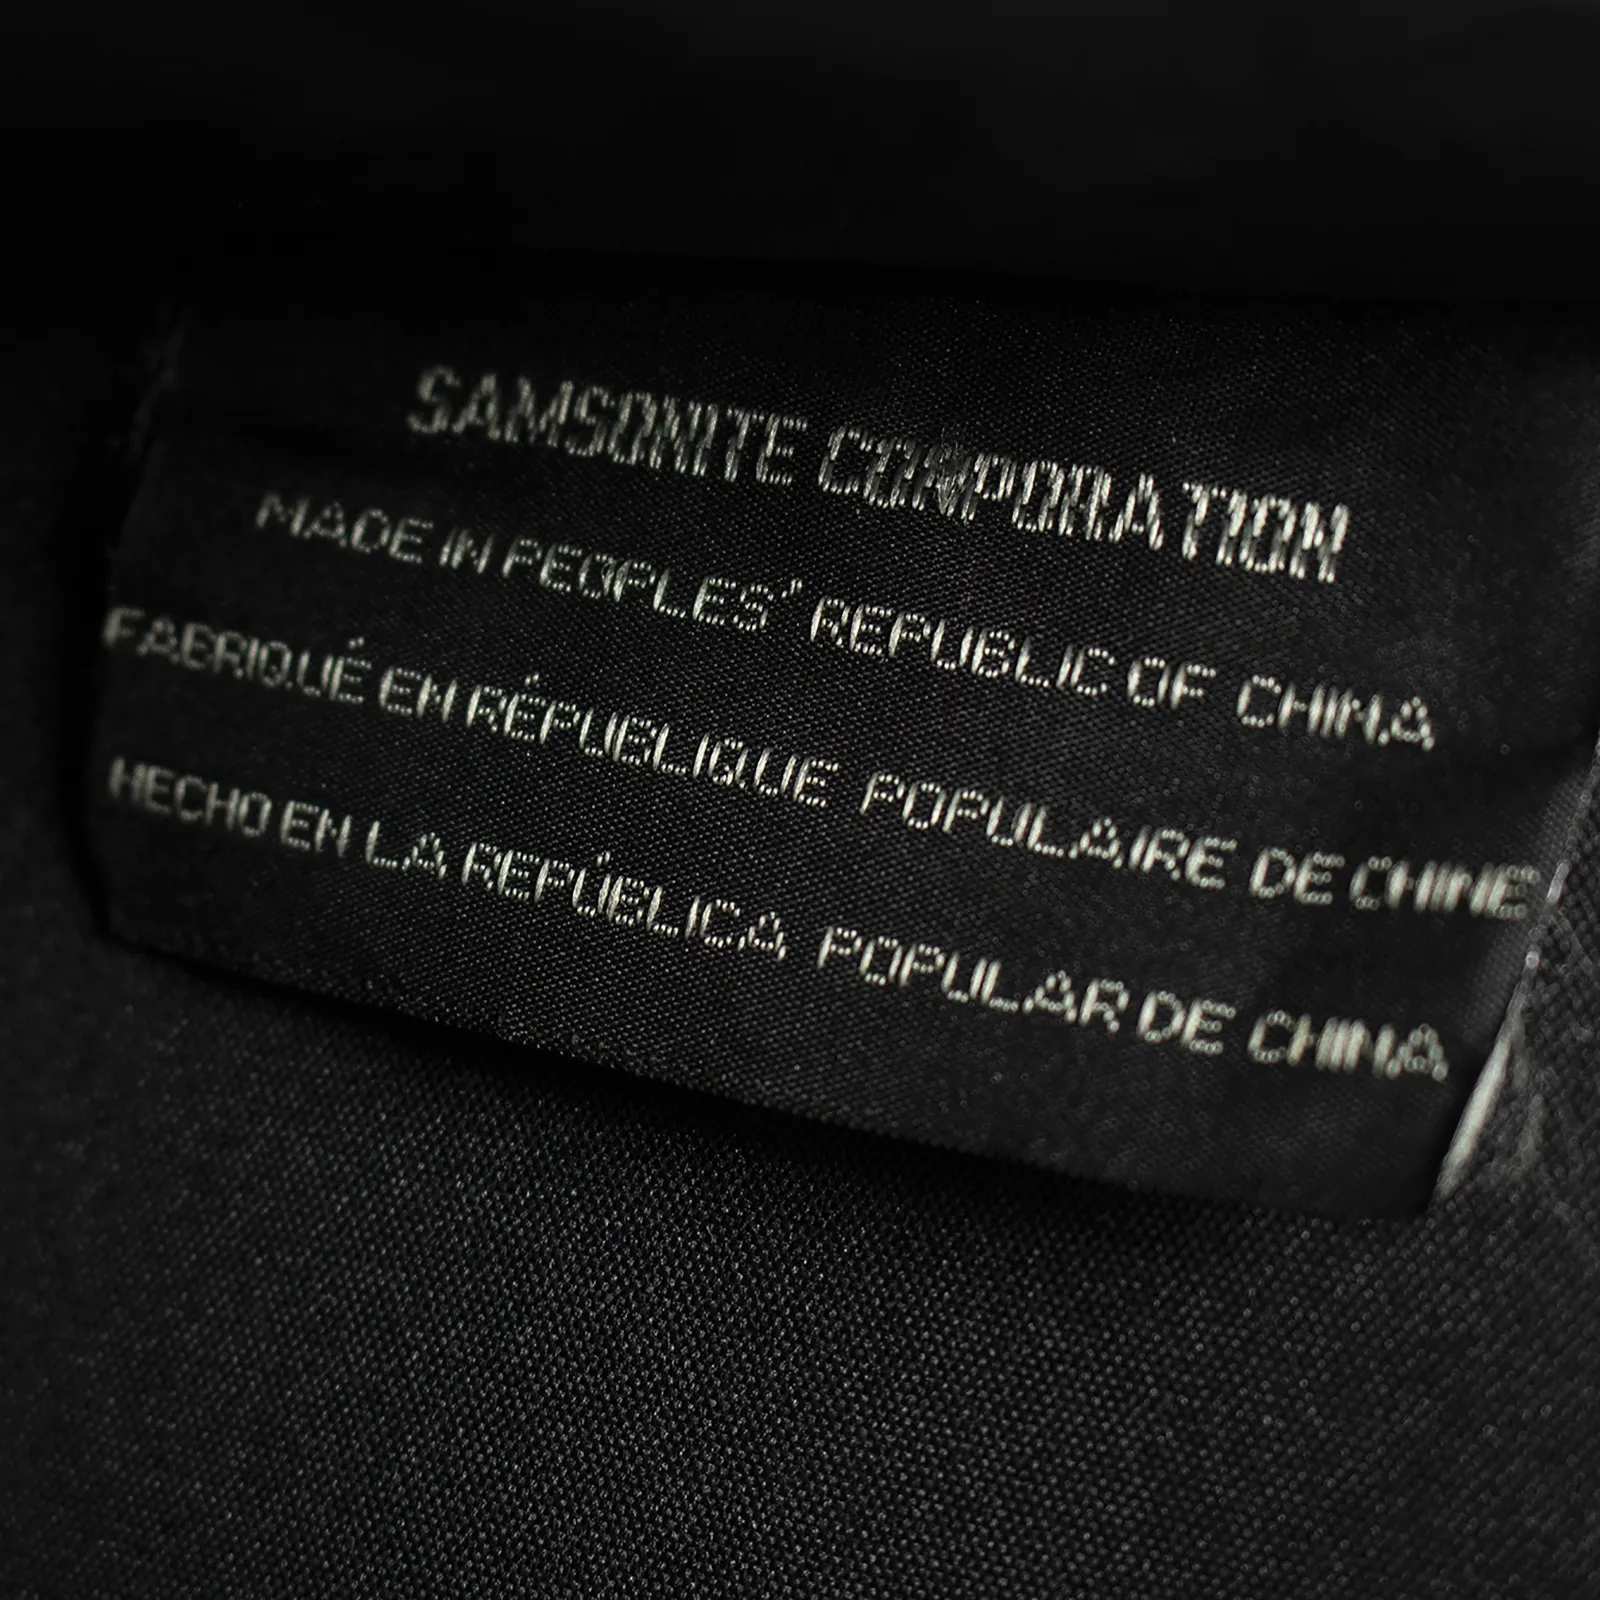 SAMSONITE CORPORATION
MADE IN PEOPLES' REPUBLIC OF CHINA
FABRIQUÉ EN RÉPUBLIQUE POPULAIRE DE CHINE
HECHO EN LA REPÚBLICA POPULAR DE CHINA